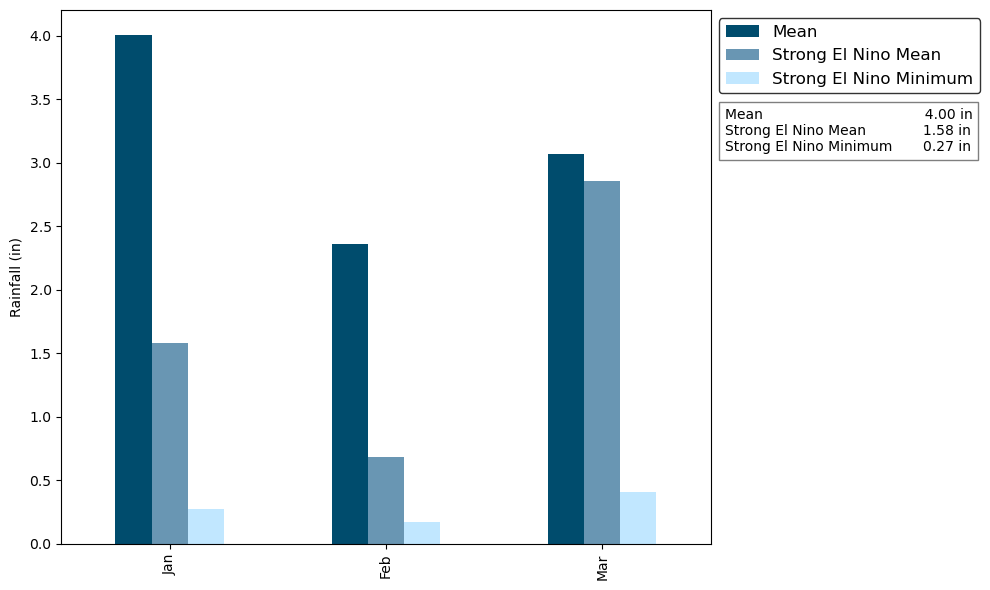 Rainfall (in)
4.0
3.5
3.0
2.5
2.0
1.5
1.0
0.5
0.0
Jan
Feb
Mar
Mean
Strong El Nino Mean
Strong El Nino Minimum
Mean 4.00 in
Strong El Nino Mean 1.58 in
Strong El Nino Minimum 0.27 in